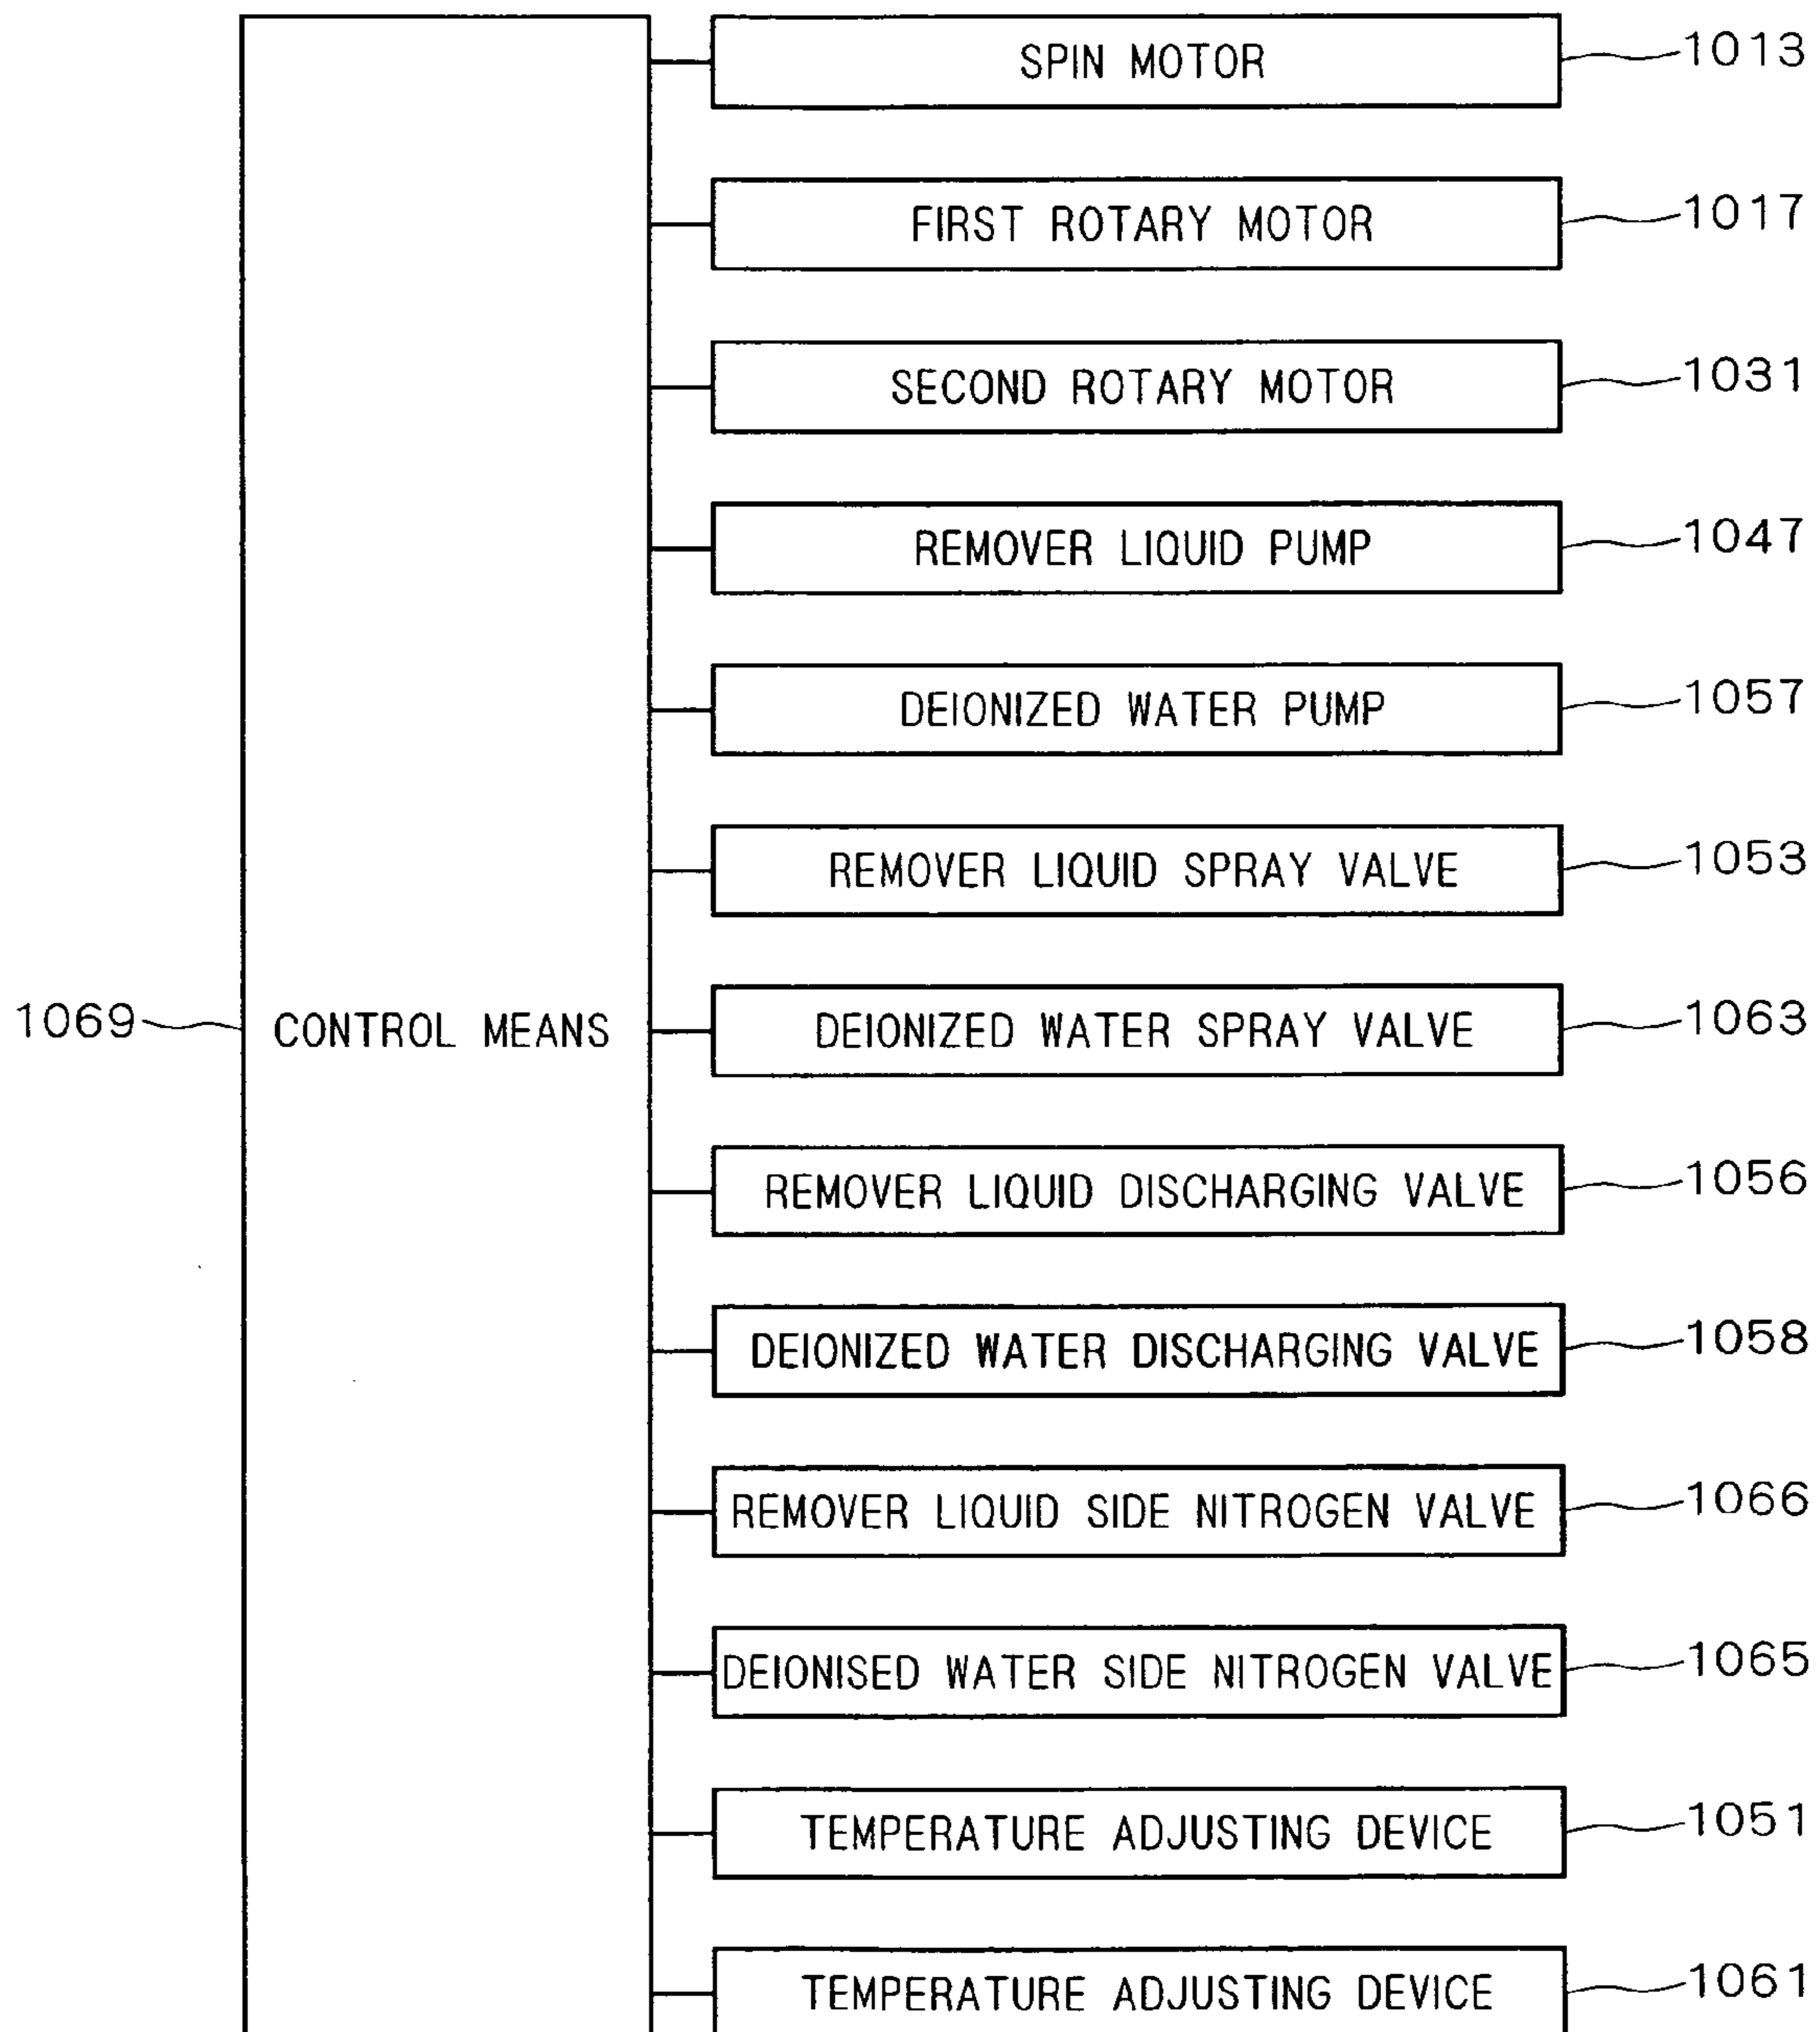 SPIN MOTOR 1013
FIRST ROTARY MOTOR 1017
SECOND ROTARY MOTOR 1031
REMOVER LIQUID PUMP 1047
DEIONIZED WATER PUMP 1057
REMOVER LIQUID SPRAY VALVE 1053
1069 CONTROL MEANS DEIONIZED WATER SPRAY VALVE 1063
REMOVER LIQUID DISCHARGING VALVE 1056
DEIONIZED WATER DISCHARGING VALVE 1058
REMOVER LIQUID SIDE NITROGEN VALVE 1066
DEIONISED WATER SIDE NITROGEN VALVE 1065
TEMPERATURE ADJUSTING DEVICE 1051
TEMPERATURE ADJUSTING DEVICE 1061